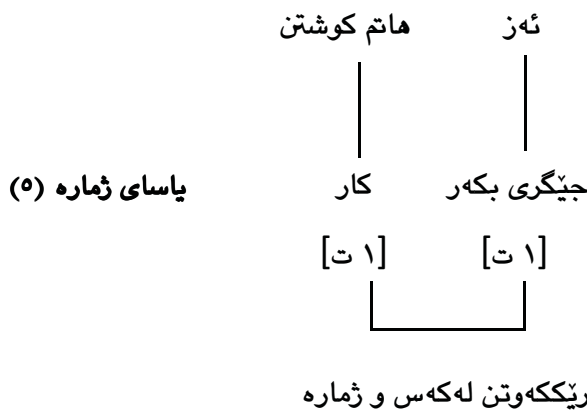 ئەز هاتم کوشتن
جێگری بکەر کار یاسای ژمارە (٥)
[١ ت] [١ ت]
رێککەوتن لەکەس و ژمارە